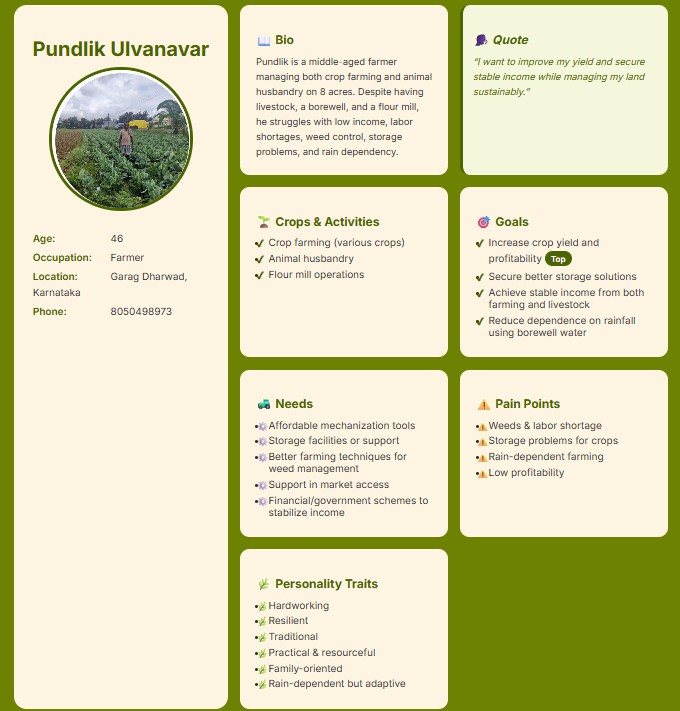 Pundlik Ulvanavar
Age: 46
Occupation: Farmer
Location: Garag Dharwad,
Karnataka
Phone: 8050498973
Bio
Pundlik is a middle-aged farmer
managing both crop farming and animal
husbandry on 8 acres. Despite having
livestock, a borewell, and a flour mill,
he struggles with low income, labor
shortages, weed control, storage
problems, and rain dependency.
Quote
"I want to improve my yield and secure
stable income while managing my land
sustainably."
Crops & Activities
Crop farming (various crops)
Animal husbandry
Flour mill operations
Goals
Increase crop yield and
profitability Top
Secure better storage solutions
Achieve stable income from both
farming and livestock
Reduce dependence on rainfall
using borewell water
Needs
Affordable mechanization tools
Storage facilities or support
Better farming techniques for
weed management
Support in market access
Financial/government schemes to
stabilize income
Pain Points
Weeds & labor shortage
Storage problems for crops
Rain-dependent farming
Low profitability
Personality Traits
Hardworking
Resilient
Traditional
Practical & resourceful
Family-oriented
Rain-dependent but adaptive